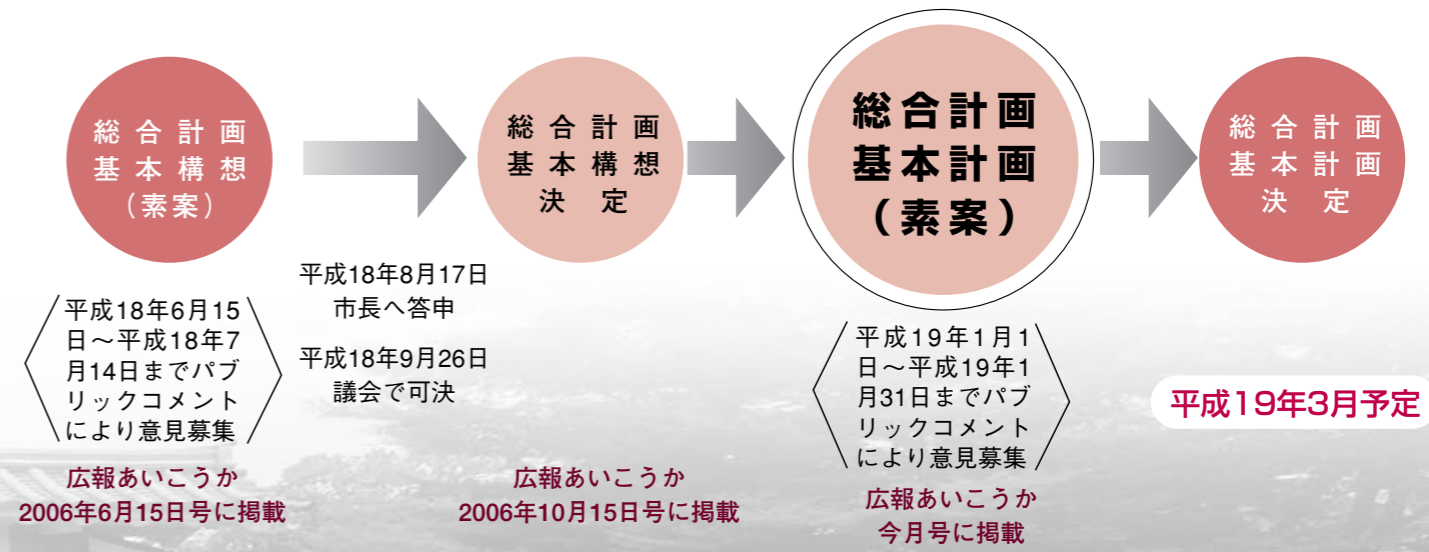 総合計画
基本構想
（素案）
平成18年6月15
日～平成18年7
月14日までパブ
リックコメント
により意見募集
広報あいこうか
2006年6月15日号に掲載
平成18年8月17日
市長へ答申
平成18年9月26日
議会で可決
総合計画
基本構想
決定
広報あいこうか
2006年10月15日号に掲載
総合計画
基本計画
（素案）
平成19年1月1
日～平成19年1
月31日までパブ
リックコメント
により意見募集
広報あいこうか
今月号に掲載
総合計画
基本計画
決定
平成19年3月予定